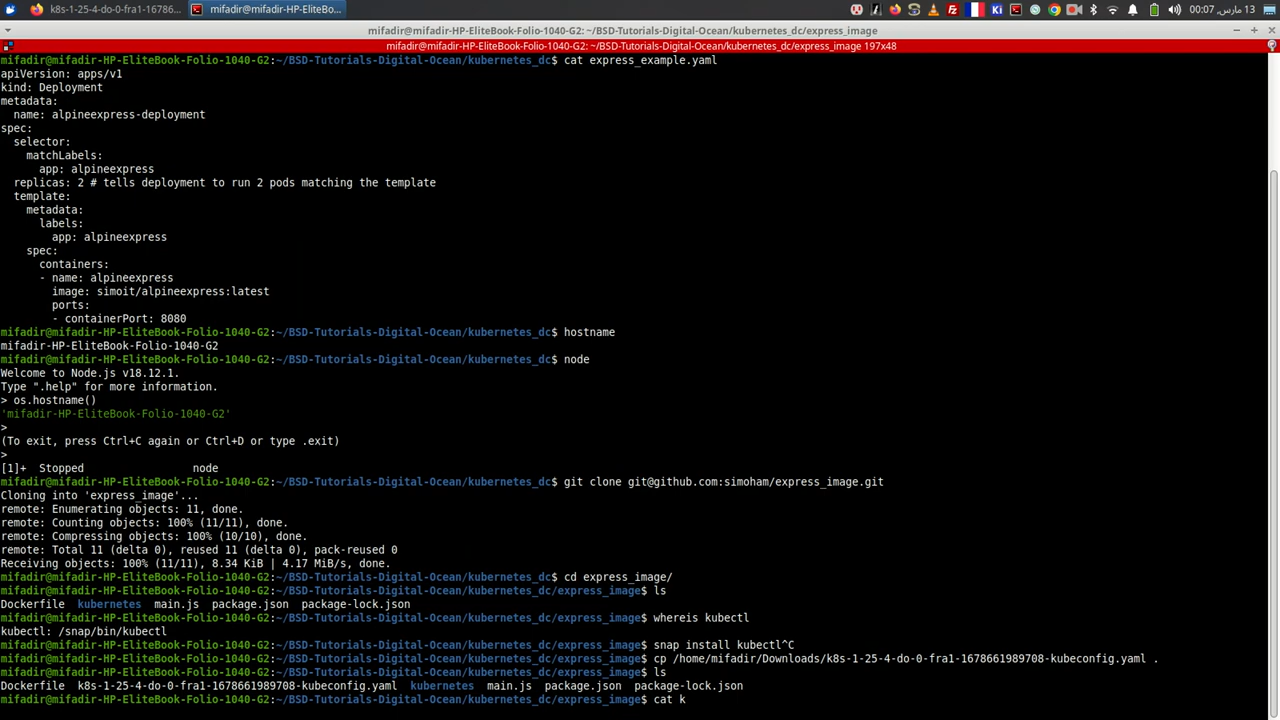 k8s-1-25-4-do-0-fra1-16786...
mifadir@mifadir-HP-EliteBo...
00:07 ,13 مارس
mifadir@mifadir-HP-EliteBook-Folio-1040-G2: ~/BSD-Tutorials-Digital-Ocean/kubernetes_dc/express_image
mifadir@mifadir-HP-EliteBook-Folio-1040-G2: ~/BSD-Tutorials-Digital-Ocean/kubernetes_dc/express_image 197x48
mifadir@mifadir-HP-EliteBook-Folio-1040-G2:~/BSD-Tutorials-Digital-Ocean/kubernetes_dc$ cat express_example.yaml
apiVersion: apps/v1
kind: Deployment
metadata:
  name: alpineexpress-deployment
spec:
  selector:
    matchLabels:
      app: alpineexpress
  replicas: 2 # tells deployment to run 2 pods matching the template
  template:
    metadata:
      labels:
        app: alpineexpress
    spec:
      containers:
      - name: alpineexpress
        image: simoit/alpineexpress:latest
        ports:
        - containerPort: 8080
mifadir@mifadir-HP-EliteBook-Folio-1040-G2:~/BSD-Tutorials-Digital-Ocean/kubernetes_dc$ hostname
mifadir-HP-EliteBook-Folio-1040-G2
mifadir@mifadir-HP-EliteBook-Folio-1040-G2:~/BSD-Tutorials-Digital-Ocean/kubernetes_dc$ node
Welcome to Node.js v18.12.1.
Type ".help" for more information.
> os.hostname()
'mifadir-HP-EliteBook-Folio-1040-G2'
>
(To exit, press Ctrl+C again or Ctrl+D or type .exit)
>
[1]+  Stopped                 node
mifadir@mifadir-HP-EliteBook-Folio-1040-G2:~/BSD-Tutorials-Digital-Ocean/kubernetes_dc$ git clone git@github.com:simoham/express_image.git
Cloning into 'express_image'...
remote: Enumerating objects: 11, done.
remote: Counting objects: 100% (11/11), done.
remote: Compressing objects: 100% (10/10), done.
remote: Total 11 (delta 0), reused 11 (delta 0), pack-reused 0
Receiving objects: 100% (11/11), 8.34 KiB | 4.17 MiB/s, done.
mifadir@mifadir-HP-EliteBook-Folio-1040-G2:~/BSD-Tutorials-Digital-Ocean/kubernetes_dc$ cd express_image/
mifadir@mifadir-HP-EliteBook-Folio-1040-G2:~/BSD-Tutorials-Digital-Ocean/kubernetes_dc/express_image$ ls
Dockerfile  kubernetes  main.js  package.json  package-lock.json
mifadir@mifadir-HP-EliteBook-Folio-1040-G2:~/BSD-Tutorials-Digital-Ocean/kubernetes_dc/express_image$ whereis kubectl
kubectl: /snap/bin/kubectl
mifadir@mifadir-HP-EliteBook-Folio-1040-G2:~/BSD-Tutorials-Digital-Ocean/kubernetes_dc/express_image$ snap install kubectl^C
mifadir@mifadir-HP-EliteBook-Folio-1040-G2:~/BSD-Tutorials-Digital-Ocean/kubernetes_dc/express_image$ cp /home/mifadir/Downloads/k8s-1-25-4-do-0-fra1-1678661989708-kubeconfig.yaml .
mifadir@mifadir-HP-EliteBook-Folio-1040-G2:~/BSD-Tutorials-Digital-Ocean/kubernetes_dc/express_image$ ls
Dockerfile  k8s-1-25-4-do-0-fra1-1678661989708-kubeconfig.yaml  kubernetes  main.js  package.json  package-lock.json
mifadir@mifadir-HP-EliteBook-Folio-1040-G2:~/BSD-Tutorials-Digital-Ocean/kubernetes_dc/express_image$ cat k